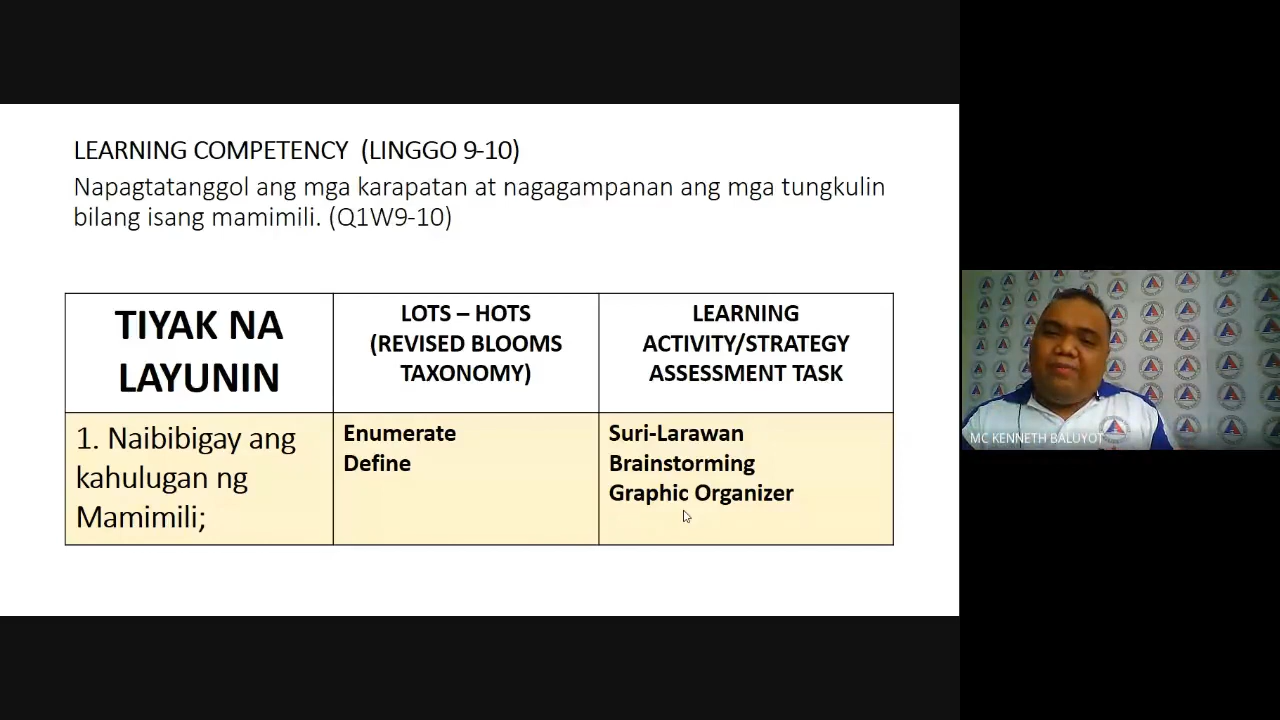 LEARNING COMPETENCY (LINGGO 9-10)
Napagtatanggol ang mga karapatan at nagagampanan ang mga tungkulin
bilang isang mamimili. (Q1W9-10)
TIYAK NA
LAYUNIN
LOTS – HOTS
(REVISED BLOOMS
TAXONOMY)
LEARNING
ACTIVITY/STRATEGY
ASSESSMENT TASK
1. Naibibigay ang
kahulugan ng
Mamimili;
Enumerate
Define
Suri-Larawan
Brainstorming
Graphic Organizer
MC KENNETH BALUYOT